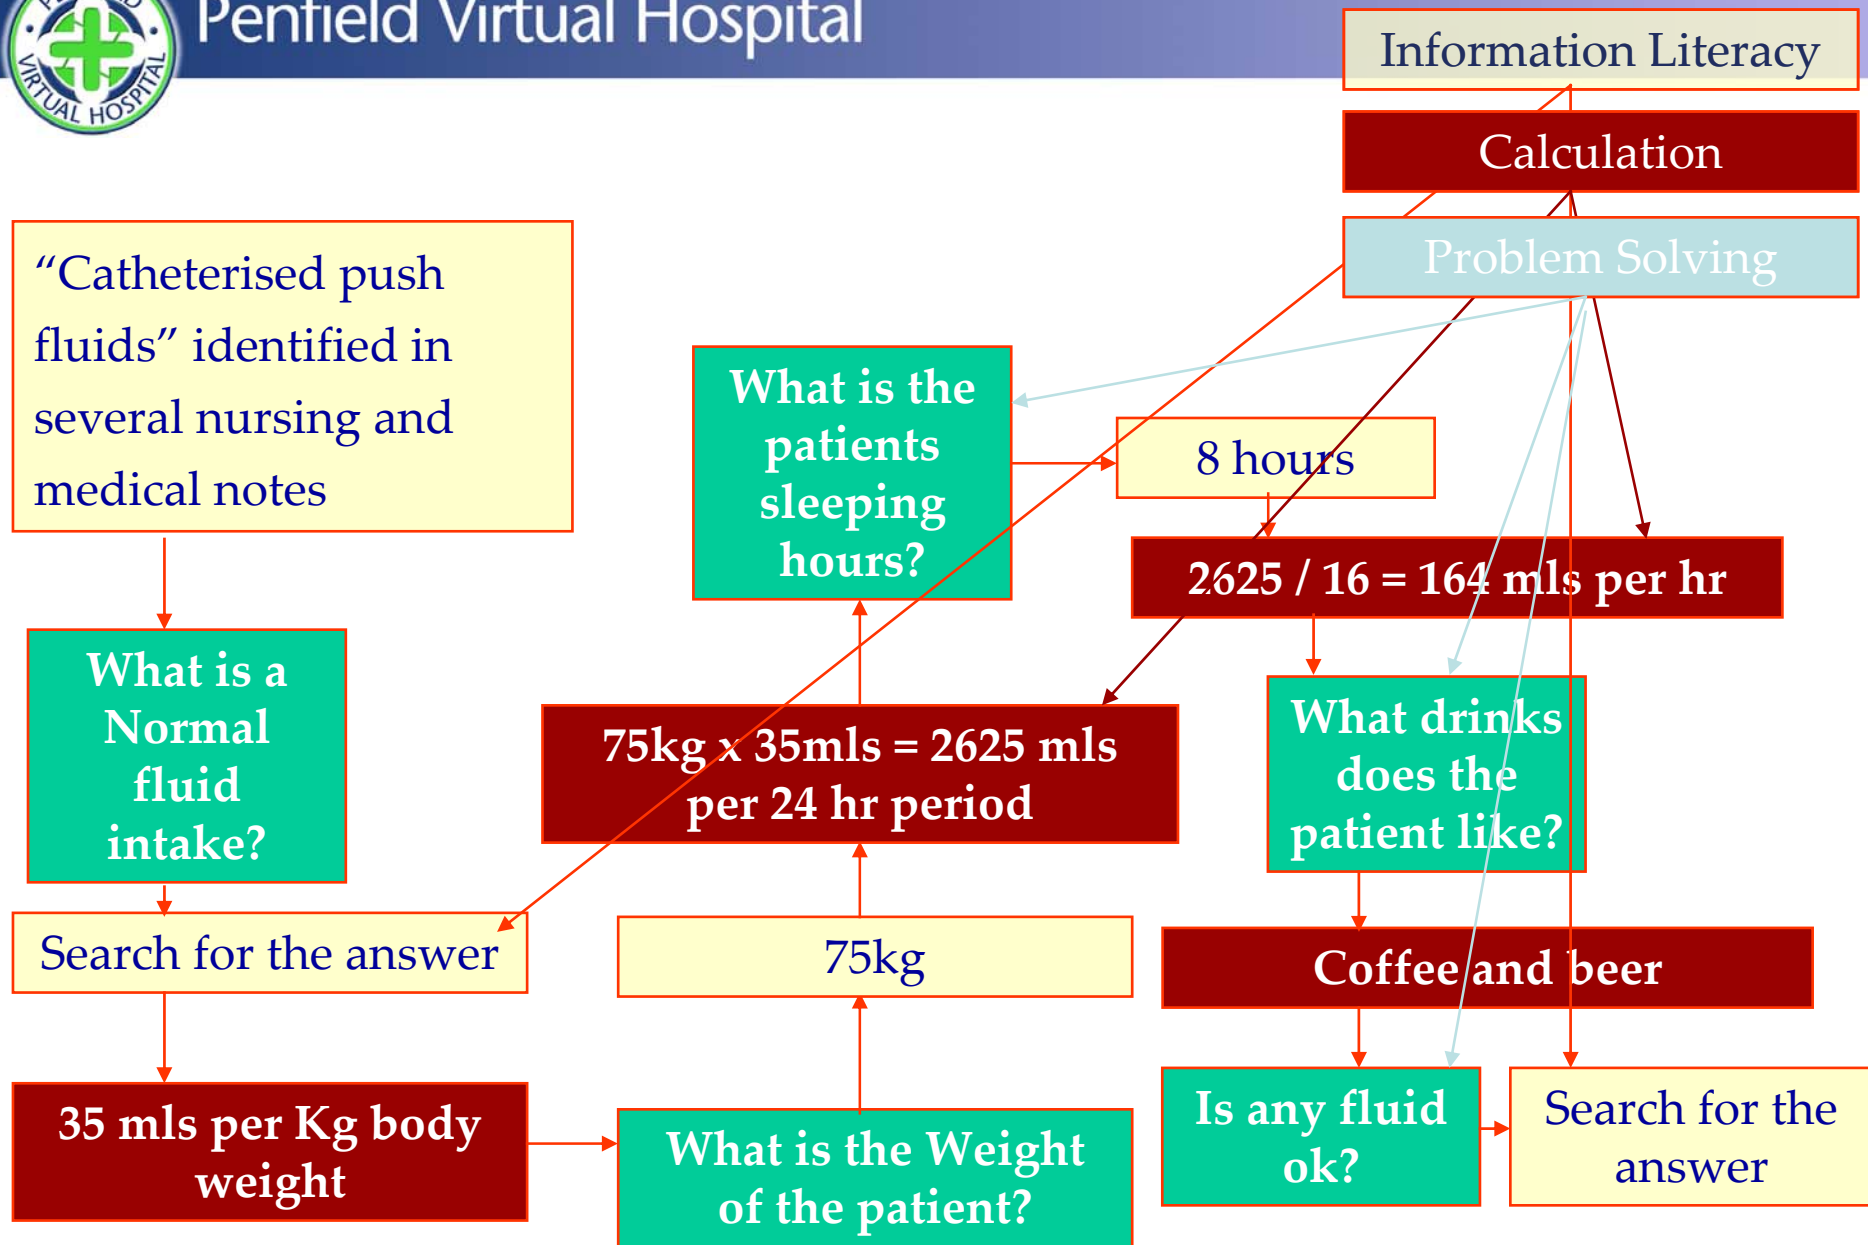 Penfield Virtual Hospital
VIRTUAL HOSPITAL
Information Literacy
Calculation
Problem Solving
“Catheterised push
fluids” identified in
several nursing and
medical notes
What is a
Normal
fluid
intake?
Search for the answer
35 mls per Kg body
weight
What is the Weight
of the patient?
75kg
75kg x 35mls = 2625 mls
per 24 hr period
What is the
patients
sleeping
hours?
8 hours
2625 / 16 = 164 mls per hr
What drinks
does the
patient like?
Coffee and beer
Is any fluid
ok?
Search for the
answer